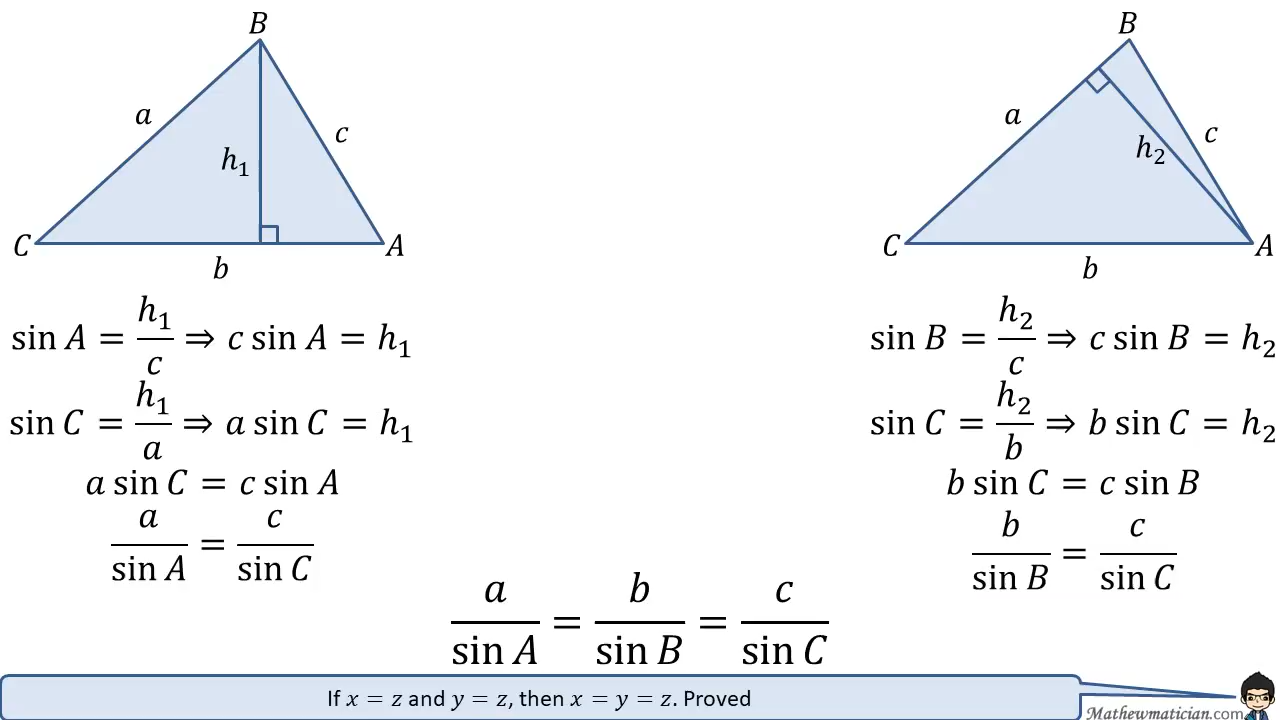 B
a
c
h₁
C
A
b
sin A = h₁/c ⇒ c sin A = h₁
sin C = h₁/a ⇒ a sin C = h₁
a sin C = c sin A
a/sin A = c/sin C
B
a
c
h₂
C
A
b
sin B = h₂/c ⇒ c sin B = h₂
sin C = h₂/b ⇒ b sin C = h₂
b sin C = c sin B
b/sin B = c/sin C
a/sin A = b/sin B = c/sin C
If x = z and y = z, then x = y = z. Proved
Mathewmatician.com